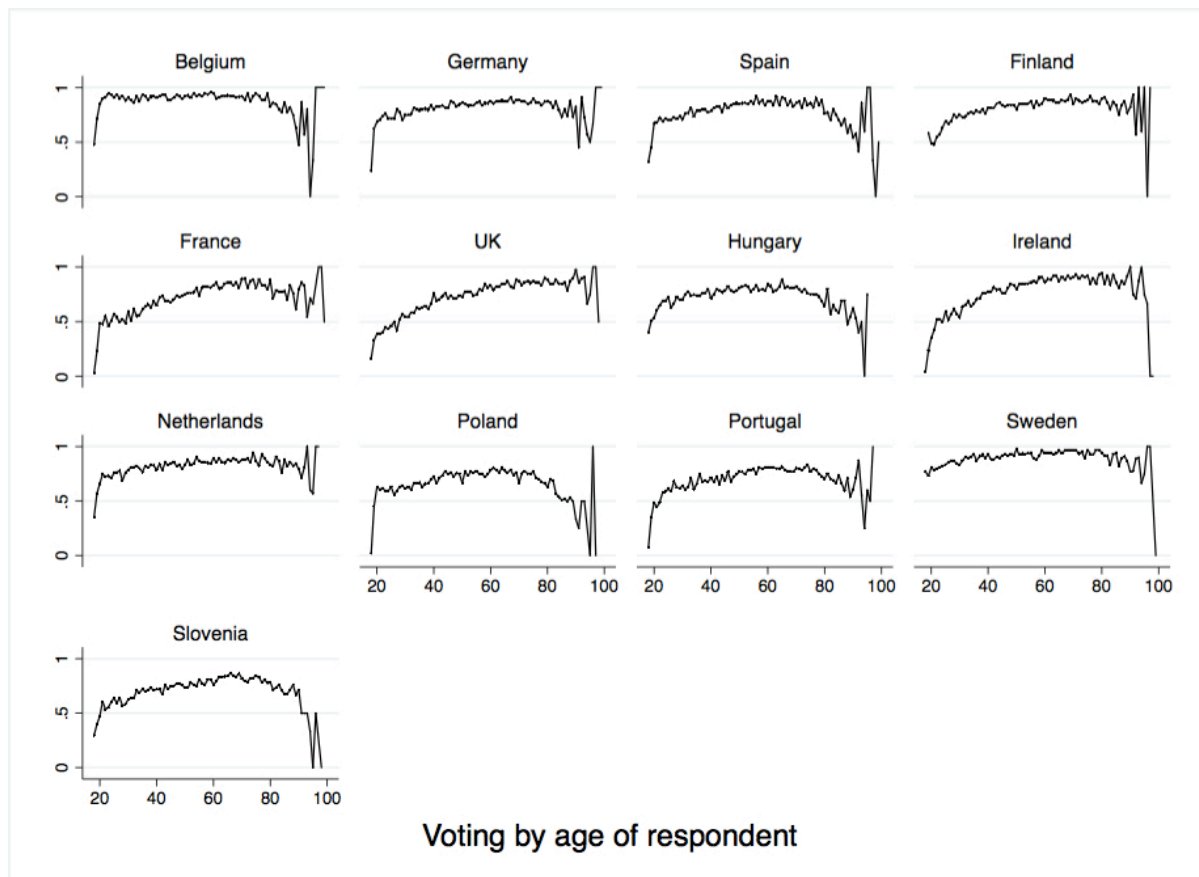 Belgium Germany Spain Finland
1
.5
0
France UK Hungary Ireland
1
.5
0
Netherlands Poland Portugal Sweden
1
.5
0
20 40 60 80 100 20 40 60 80 100 20 40 60 80 100
Slovenia
1
.5
0
20 40 60 80 100
Voting by age of respondent